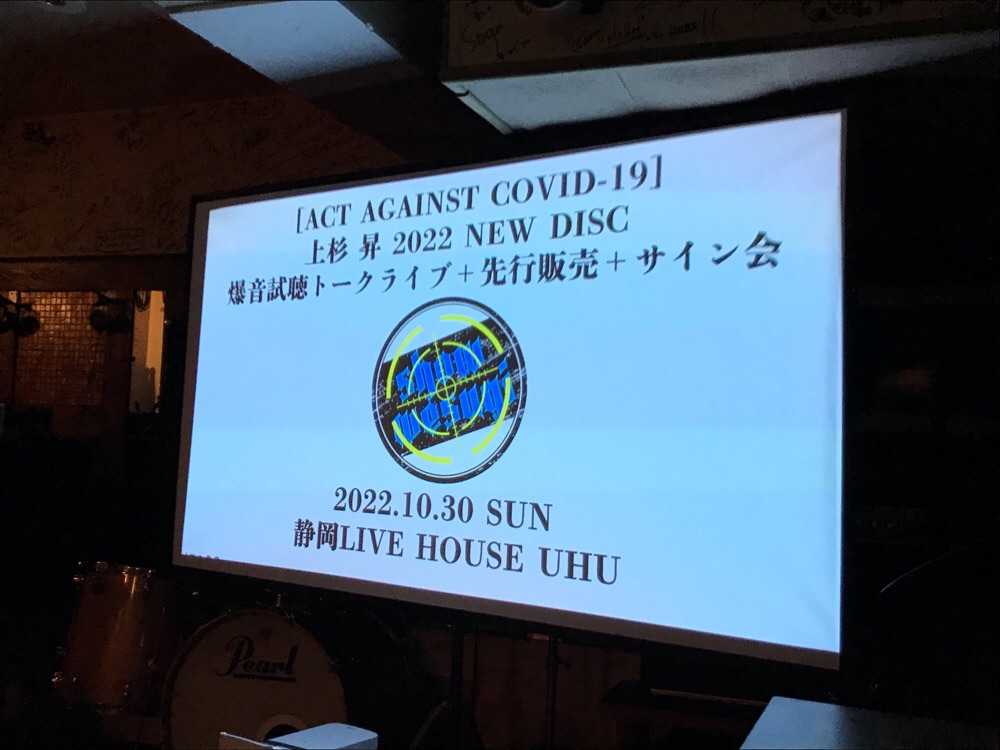 [ACT AGAINST COVID-19]
上杉 昇 2022 NEW DISC
爆音試聴トークライブ+先行販売+サイン会
2022.10.30 SUN
静岡LIVE HOUSE UHU
Pearl